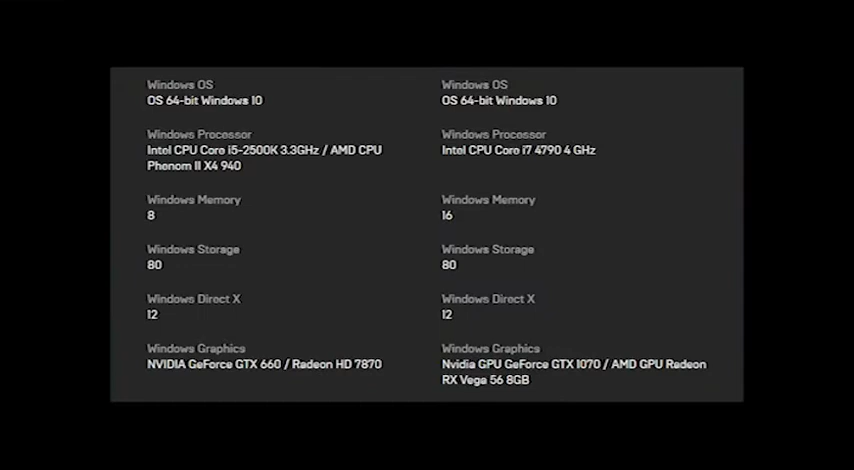 Windows OS
OS 64-bit Windows 10
Windows Processor
Intel CPU Core i5-2500K 3.3GHz / AMD CPU
Phenom II X4 940
Windows Memory
8
Windows Storage
80
Windows Direct X
12
Windows Graphics
NVIDIA GeForce GTX 660 / Radeon HD 7870
Windows OS
OS 64-bit Windows 10
Windows Processor
Intel CPU Core i7 4790 4 GHz
Windows Memory
16
Windows Storage
80
Windows Direct X
12
Windows Graphics
Nvidia GPU GeForce GTX 1070 / AMD GPU Radeon
RX Vega 56 8GB